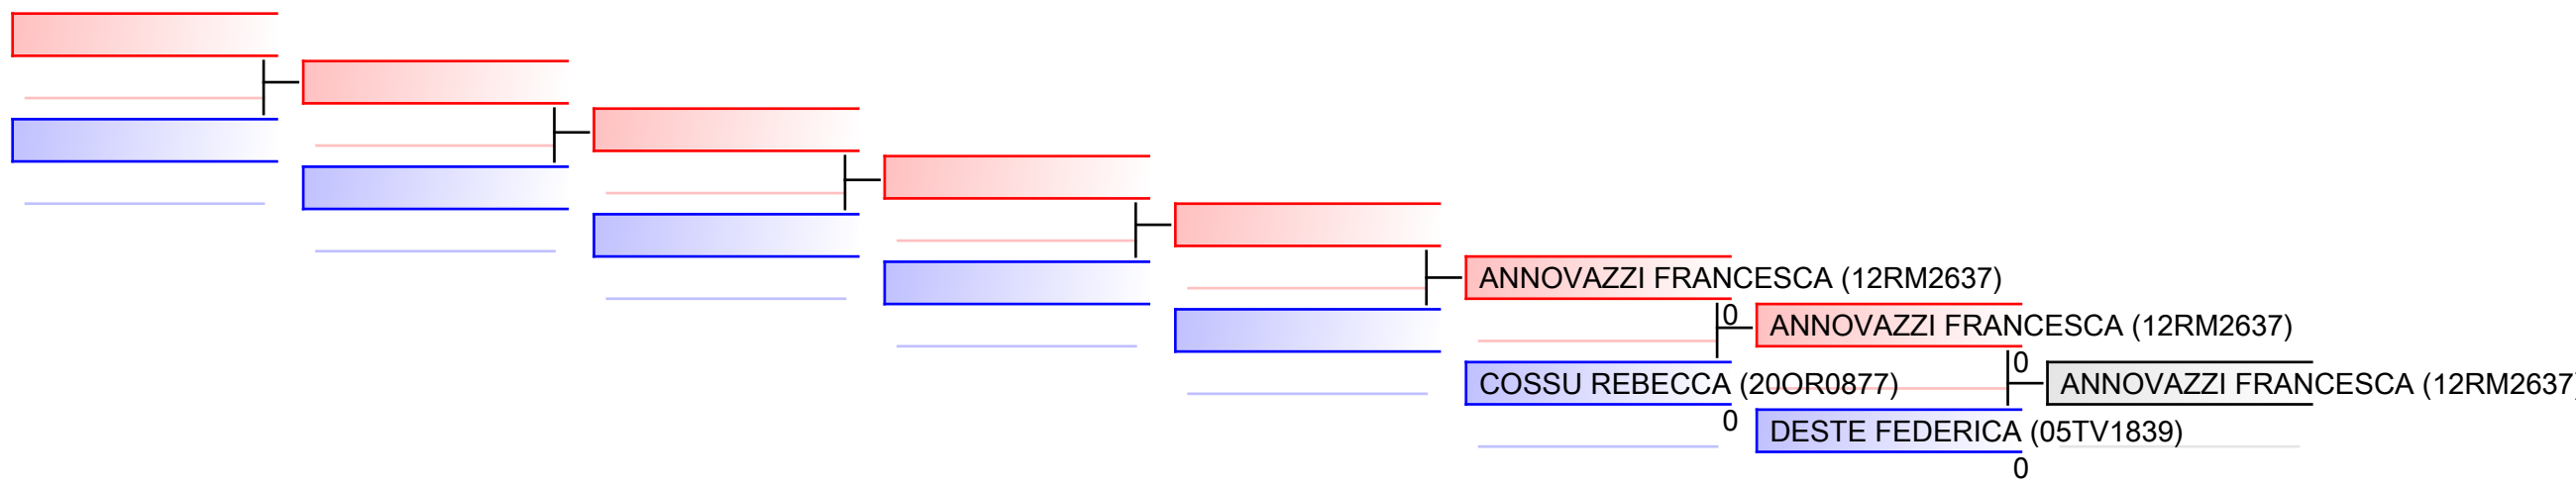 ANNOVAZZI FRANCESCA (12RM2637)
0
ANNOVAZZI FRANCESCA (12RM2637)
0
COSSU REBECCA (20OR0877)
ANNOVAZZI FRANCESCA (12RM2637)
0
DESTE FEDERICA (05TV1839)
0